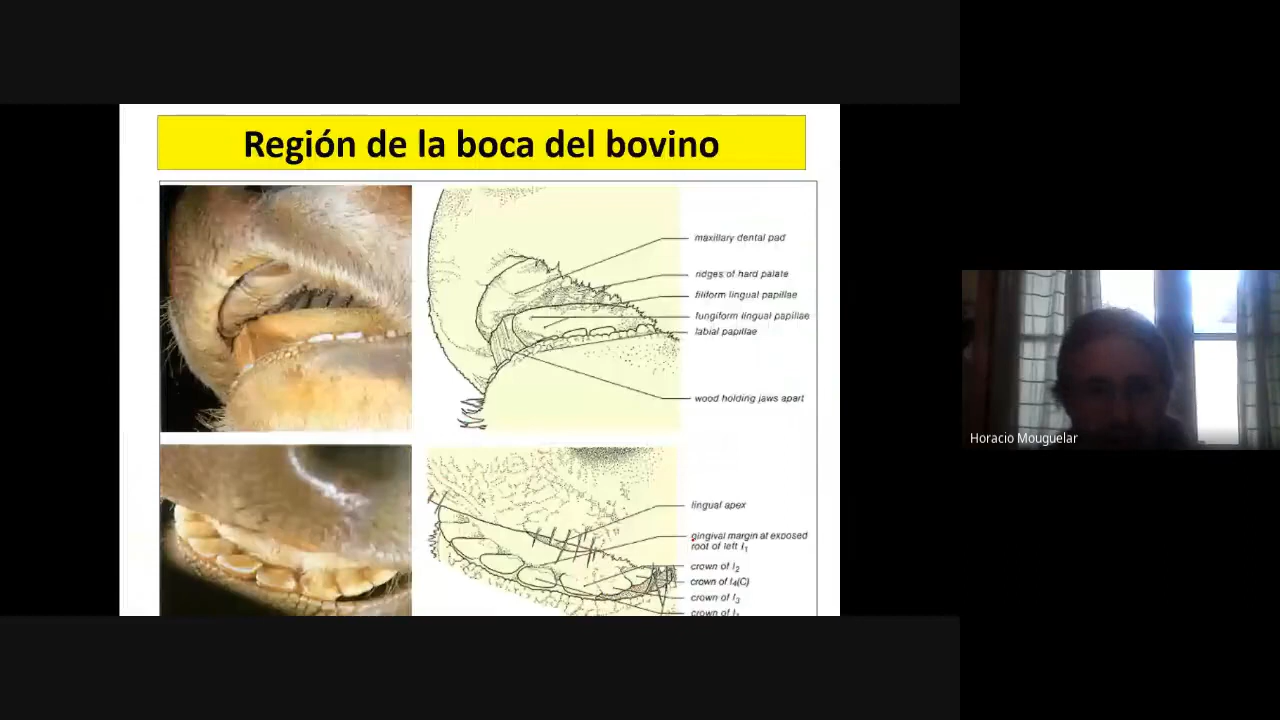 Región de la boca del bovino
maxillary dental pad
ridges of hard palate
filiform lingual papillae
fungiform lingual papillae
labial papillae
wood holding jaws apart
lingual apex
gingival margin at exposed
root of left I1
crown of I2
crown of I4(C)
crown of I3
crown of
Horacio Mouguelar